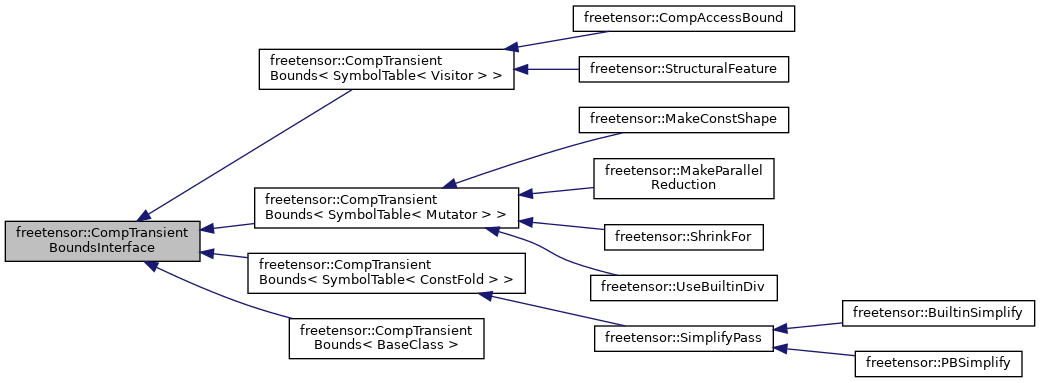 freetensor::CompAccessBound
freetensor::CompTransient
Bounds< SymbolTable< Visitor > >
freetensor::StructuralFeature
freetensor::MakeConstShape
freetensor::MakeParallel
Reduction
freetensor::CompTransient
Bounds< SymbolTable< Mutator > >
freetensor::ShrinkFor
freetensor::CompTransient
BoundsInterface
freetensor::CompTransient
Bounds< SymbolTable< ConstFold > >
freetensor::UseBuiltinDiv
freetensor::BuiltinSimplify
freetensor::CompTransient
Bounds< BaseClass >
freetensor::SimplifyPass
freetensor::PBSimplify